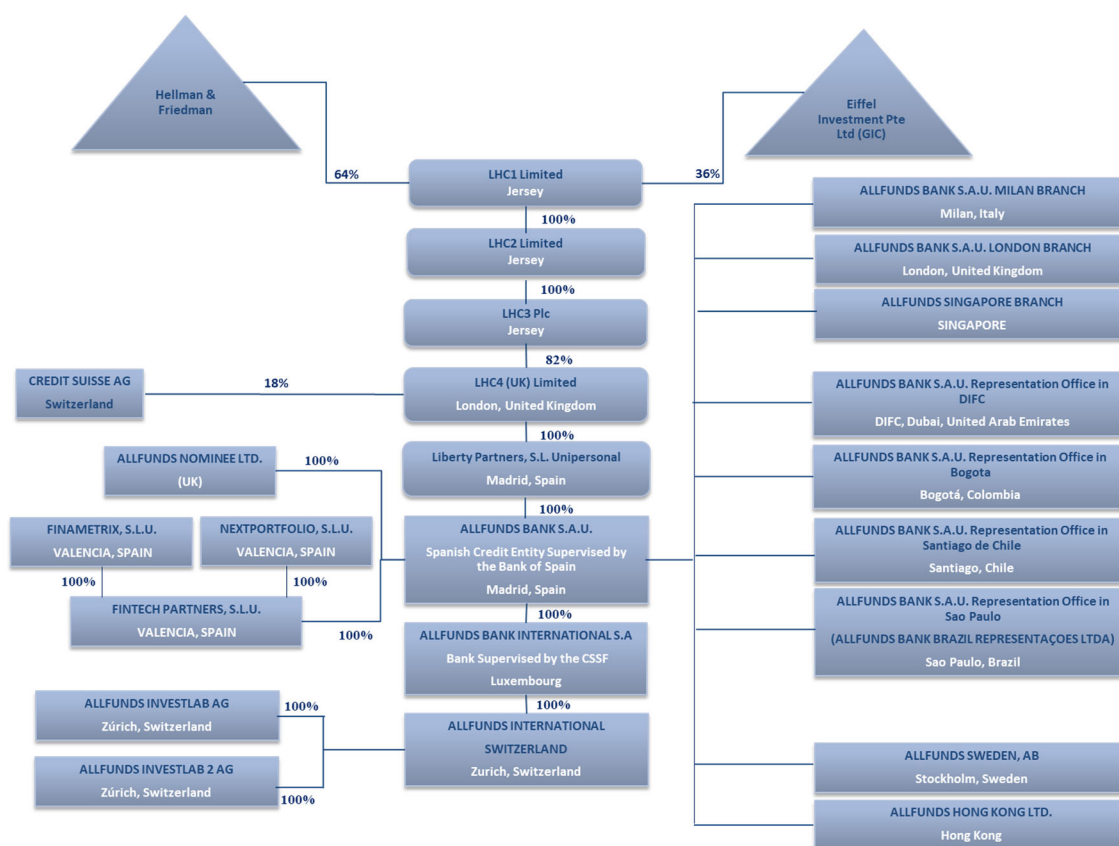 Hellman &
Friedman
Eiffel
Investment Pte
Ltd (GIC)
64%
LHC1 Limited
Jersey
36%
100%
LHC2 Limited
Jersey
100%
LHC3 Plc
Jersey
82%
CREDIT SUISSE AG
Switzerland
18%
LHC4 (UK) Limited
London, United Kingdom
100%
Liberty Partners, S.L. Unipersonal
Madrid, Spain
100%
ALLFUNDS NOMINEE LTD.
(UK)
100%
FINAMETRIX, S.L.U.
VALENCIA, SPAIN
NEXTPORTFOLIO, S.L.U.
VALENCIA, SPAIN
100%
100%
FINTECH PARTNERS, S.L.U.
VALENCIA, SPAIN
100%
ALLFUNDS BANK S.A.U.
Spanish Credit Entity Supervised by
the Bank of Spain
Madrid, Spain
100%
ALLFUNDS BANK INTERNATIONAL S.A
Bank Supervised by the CSSF
Luxembourg
100%
ALLFUNDS INTERNATIONAL
SWITZERLAND
Zurich, Switzerland
ALLFUNDS INVESTLAB AG
Zúrich, Switzerland
100%
ALLFUNDS INVESTLAB 2 AG
Zúrich, Switzerland
100%
ALLFUNDS BANK S.A.U. MILAN BRANCH
Milan, Italy
ALLFUNDS BANK S.A.U. LONDON BRANCH
London, United Kingdom
ALLFUNDS SINGAPORE BRANCH
SINGAPORE
ALLFUNDS BANK S.A.U. Representation Office in
DIFC
DIFC, Dubai, United Arab Emirates
ALLFUNDS BANK S.A.U. Representation Office in
Bogota
Bogotá, Colombia
ALLFUNDS BANK S.A.U. Representation Office in
Santiago de Chile
Santiago, Chile
ALLFUNDS BANK S.A.U. Representation Office in
Sao Paulo
(ALLFUNDS BANK BRAZIL REPRESENTAÇOES LTDA)
Sao Paulo, Brazil
ALLFUNDS SWEDEN, AB
Stockholm, Sweden
ALLFUNDS HONG KONG LTD.
Hong Kong